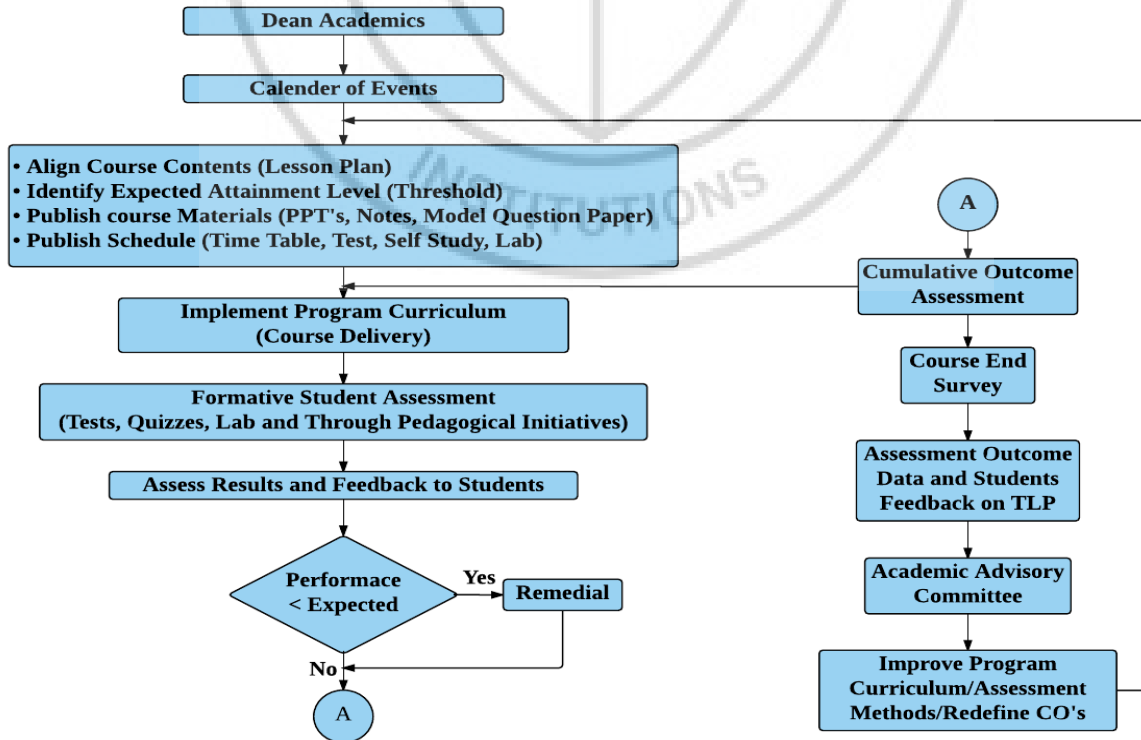 Dean Academics
Calender of Events
• Align Course Contents (Lesson Plan)
• Identify Expected Attainment Level (Threshold)
• Publish course Materials (PPT's, Notes, Model Question Paper)
• Publish Schedule (Time Table, Test, Self Study, Lab)
INSTITUTIONS
Implement Program Curriculum
(Course Delivery)
Formative Student Assessment
(Tests, Quizzes, Lab and Through Pedagogical Initiatives)
Assess Results and Feedback to Students
Performace
< Expected
Yes
Remedial
No
A
A
Cumulative Outcome
Assessment
Course End
Survey
Assessment Outcome
Data and Students
Feedback on TLP
Academic Advisory
Committee
Improve Program
Curriculum/Assessment
Methods/Redefine CO's